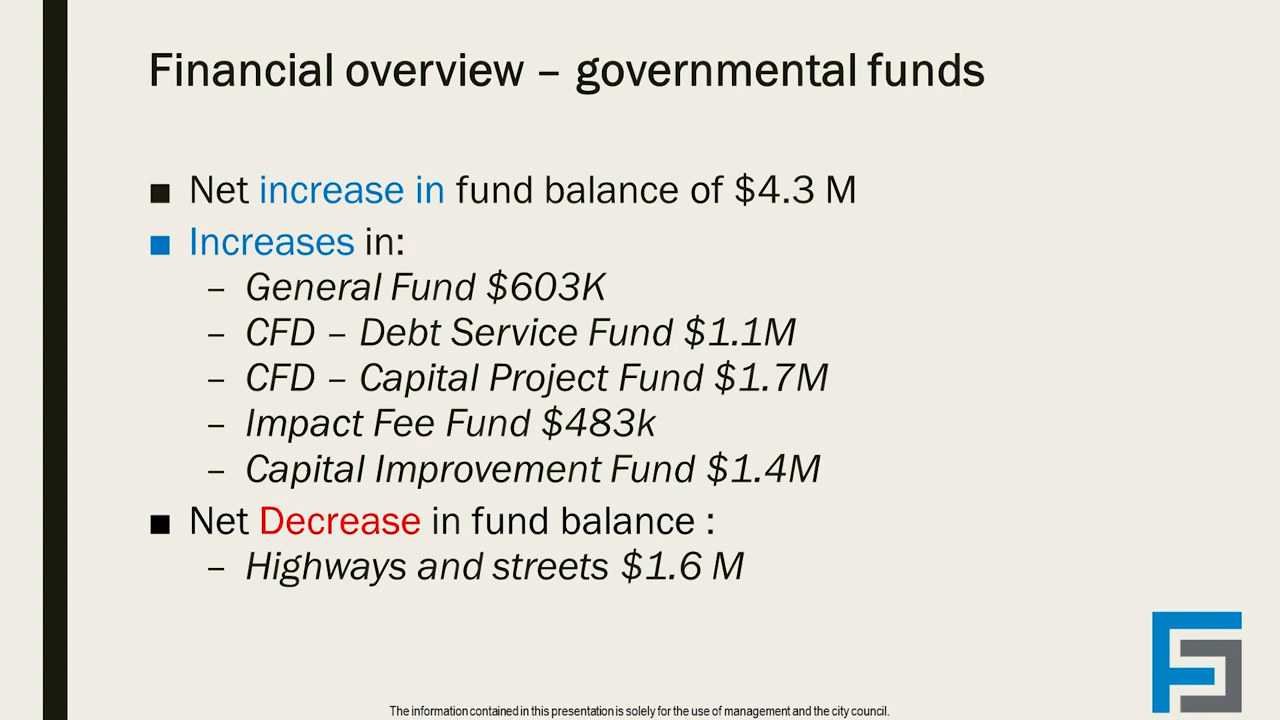 Financial overview – governmental funds
■ Net increase in fund balance of $4.3 M
■ Increases in:
– General Fund $603K
– CFD – Debt Service Fund $1.1M
– CFD – Capital Project Fund $1.7M
– Impact Fee Fund $483k
– Capital Improvement Fund $1.4M
■ Net Decrease in fund balance :
– Highways and streets $1.6 M
The information contained in this presentation is solely for the use of management and the city council.